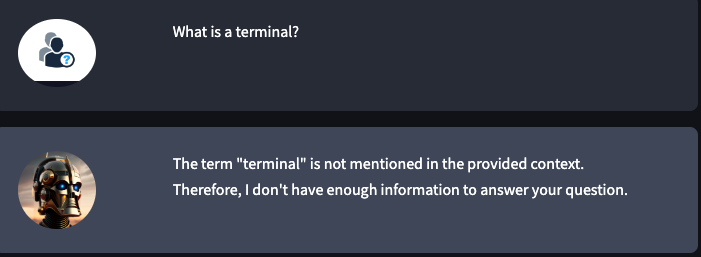 What is a terminal?
?
The term "terminal" is not mentioned in the provided context.
Therefore, I don't have enough information to answer your question.